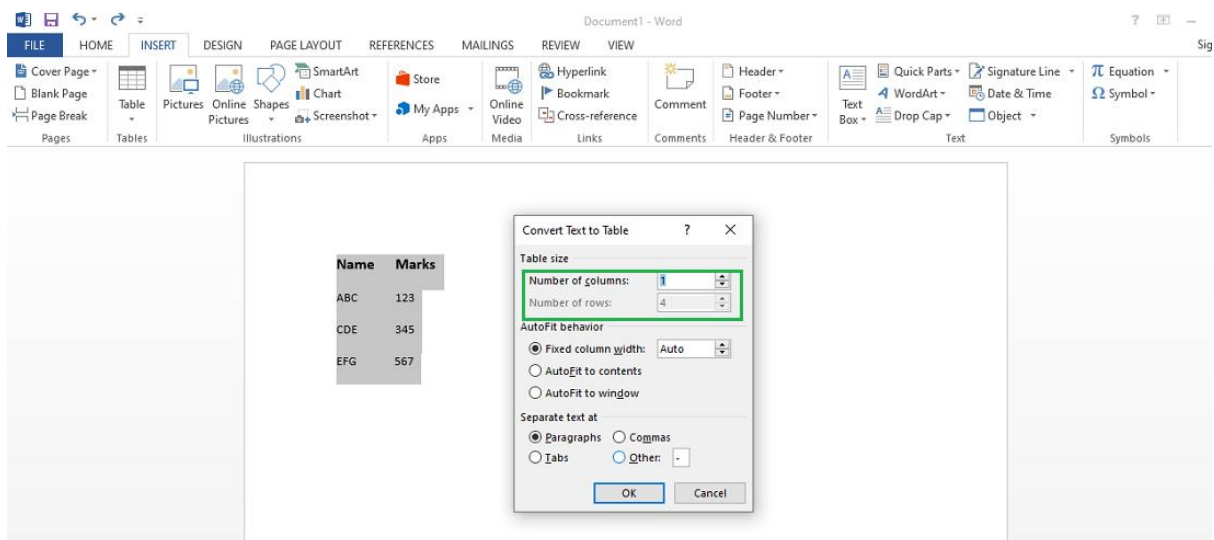 Document1 - Word
FILE HOME INSERT DESIGN PAGE LAYOUT REFERENCES MAILINGS REVIEW VIEW
Cover Page
Blank Page
Page Break
Pages
Table
Tables
Pictures
Online Pictures
Shapes
SmartArt
Chart
Screenshot
Illustrations
Store
My Apps
Apps
Online Video
Media
Hyperlink
Bookmark
Cross-reference
Links
Comment
Comments
Header
Footer
Page Number
Header & Footer
Text Box
Quick Parts
WordArt
Drop Cap
Signature Line
Date & Time
Object
Text
Equation
Symbol
Symbols
Name Marks
ABC 123
CDE 345
EFG 567
Convert Text to Table ?
Table size
Number of columns: 1
Number of rows: 4
AutoFit behavior
Fixed column width: Auto
AutoFit to contents
AutoFit to window
Separate text at
Paragraphs Commas
Tabs Other: -
OK Cancel